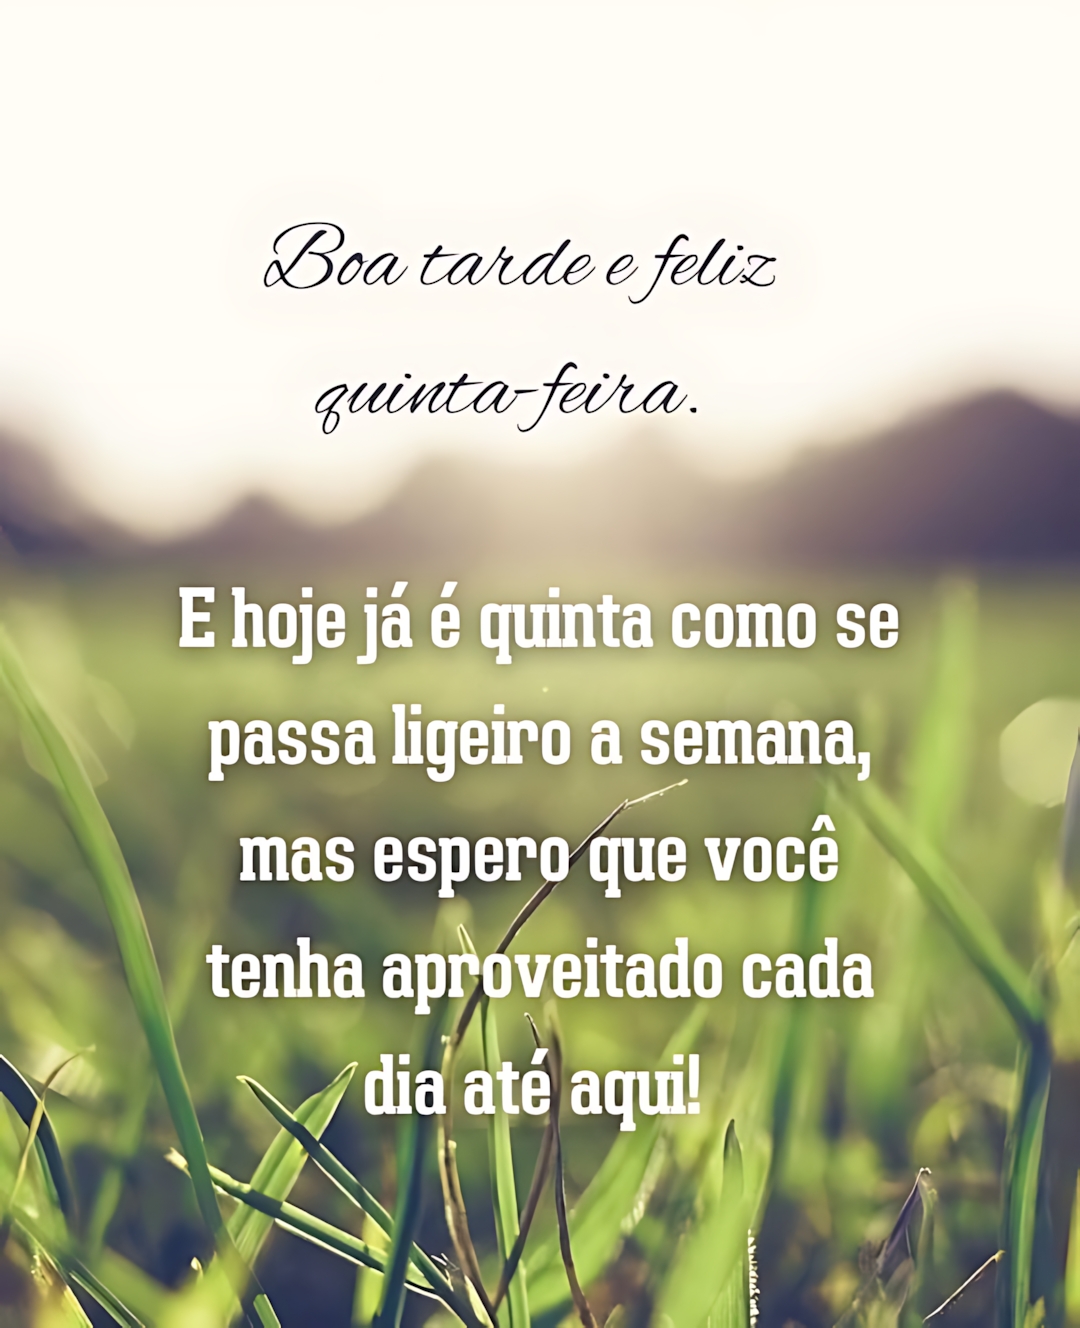 Boa tarde e feliz
quinta-feira.
E hoje já é quinta como se
passa ligeiro a semana,
mas espero que você
tenha aproveitado cada
dia até aqui!